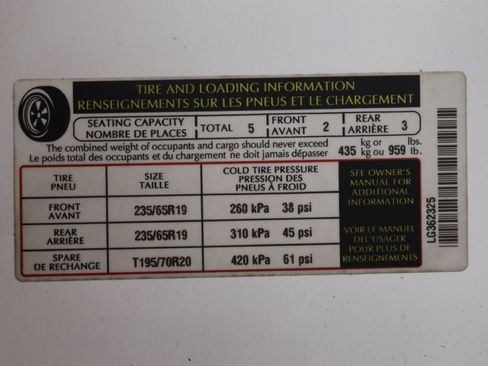 TIRE AND LOADING INFORMATION
RENSEIGNEMENTS SUR LES PNEUS ET LE CHARGEMENT
SEATING CAPACITY
NOMBRE DE PLACES
TOTAL 5
FRONT
AVANT 2
REAR
ARRIÈRE 3
The combined weight of occupants and cargo should never exceed
Le poids total des occupants et du chargement ne doit jamais dépasser
435 kg or
kg ou 959 lbs.
lb.
TIRE
PNEU
SIZE
TAILLE
COLD TIRE PRESSURE
PRESSION DES
PNEUS À FROID
FRONT
AVANT
235/65R19
260 kPa 38 psi
REAR
ARRIÈRE
235/65R19
310 kPa 45 psi
SPARE
DE RECHANGE
T195/70R20
420 kPa 61 psi
SEE OWNER'S
MANUAL FOR
ADDITIONAL
INFORMATION
VOIR LE MANUEL
DE L'USAGER
POUR PLUS DE
RENSEIGNEMENTS
LG362325